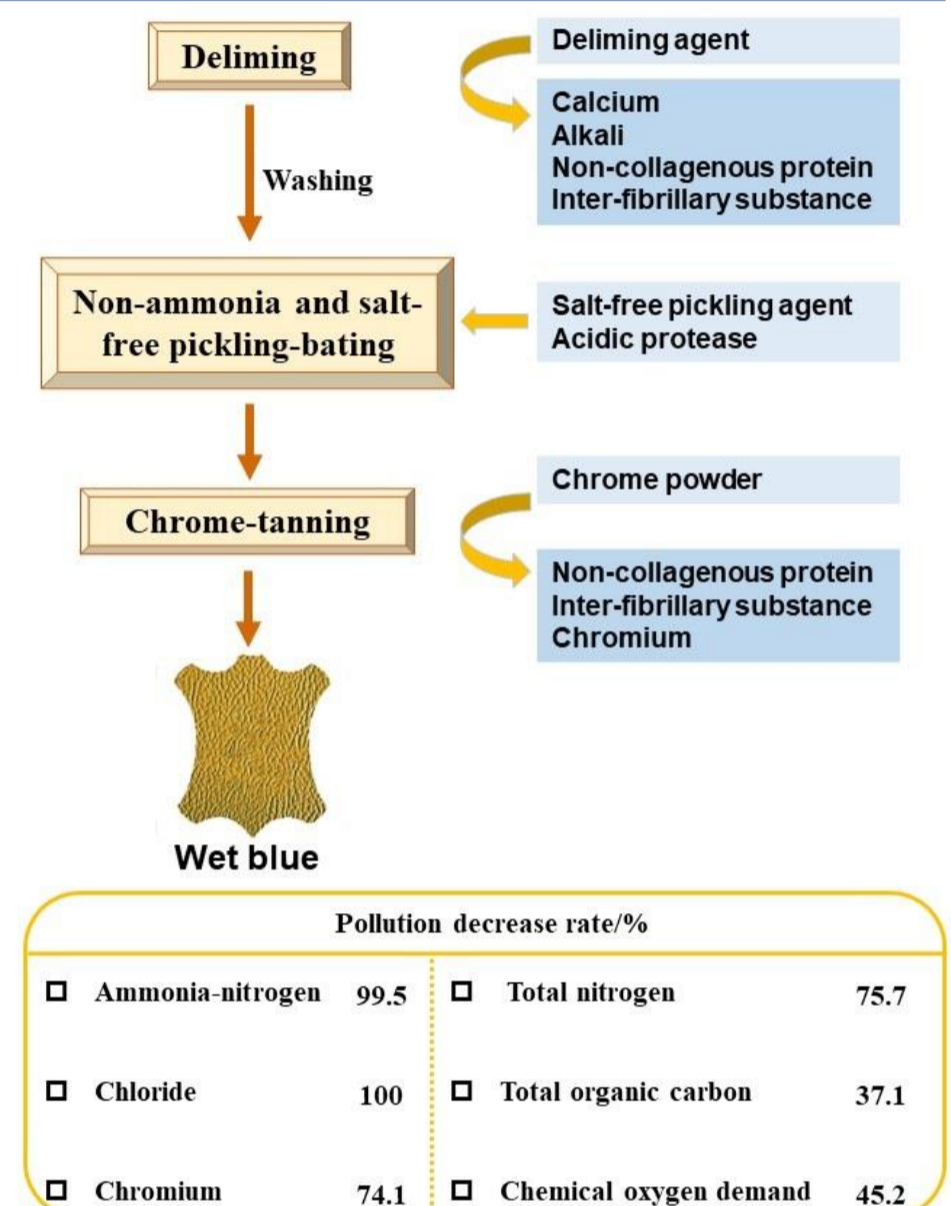 Deliming
Deliming agent
Calcium
Alkali
Non-collagenous protein
Inter-fibrillary substance
Washing
Non-ammonia and salt-
free pickling-bating
Salt-free pickling agent
Acidic protease
Chrome-tanning
Chrome powder
Non-collagenous protein
Inter-fibrillary substance
Chromium
Wet blue
Pollution decrease rate/%
Ammonia-nitrogen 99.5 Total nitrogen 75.7
Chloride 100 Total organic carbon 37.1
Chromium 74.1 Chemical oxygen demand 45.2